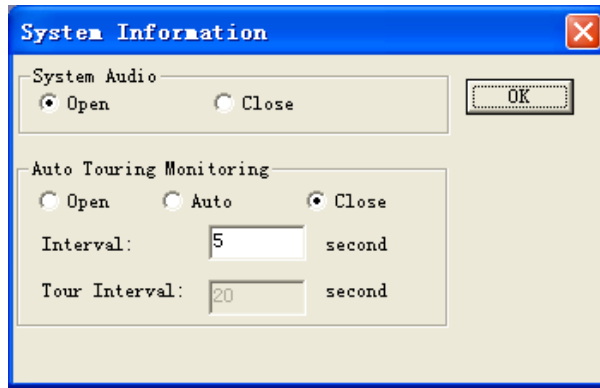 System Information
System Audio
Open Close
OK
Auto Touring Monitoring
Open Auto Close
Interval: 5 second
Tour Interval: 20 second